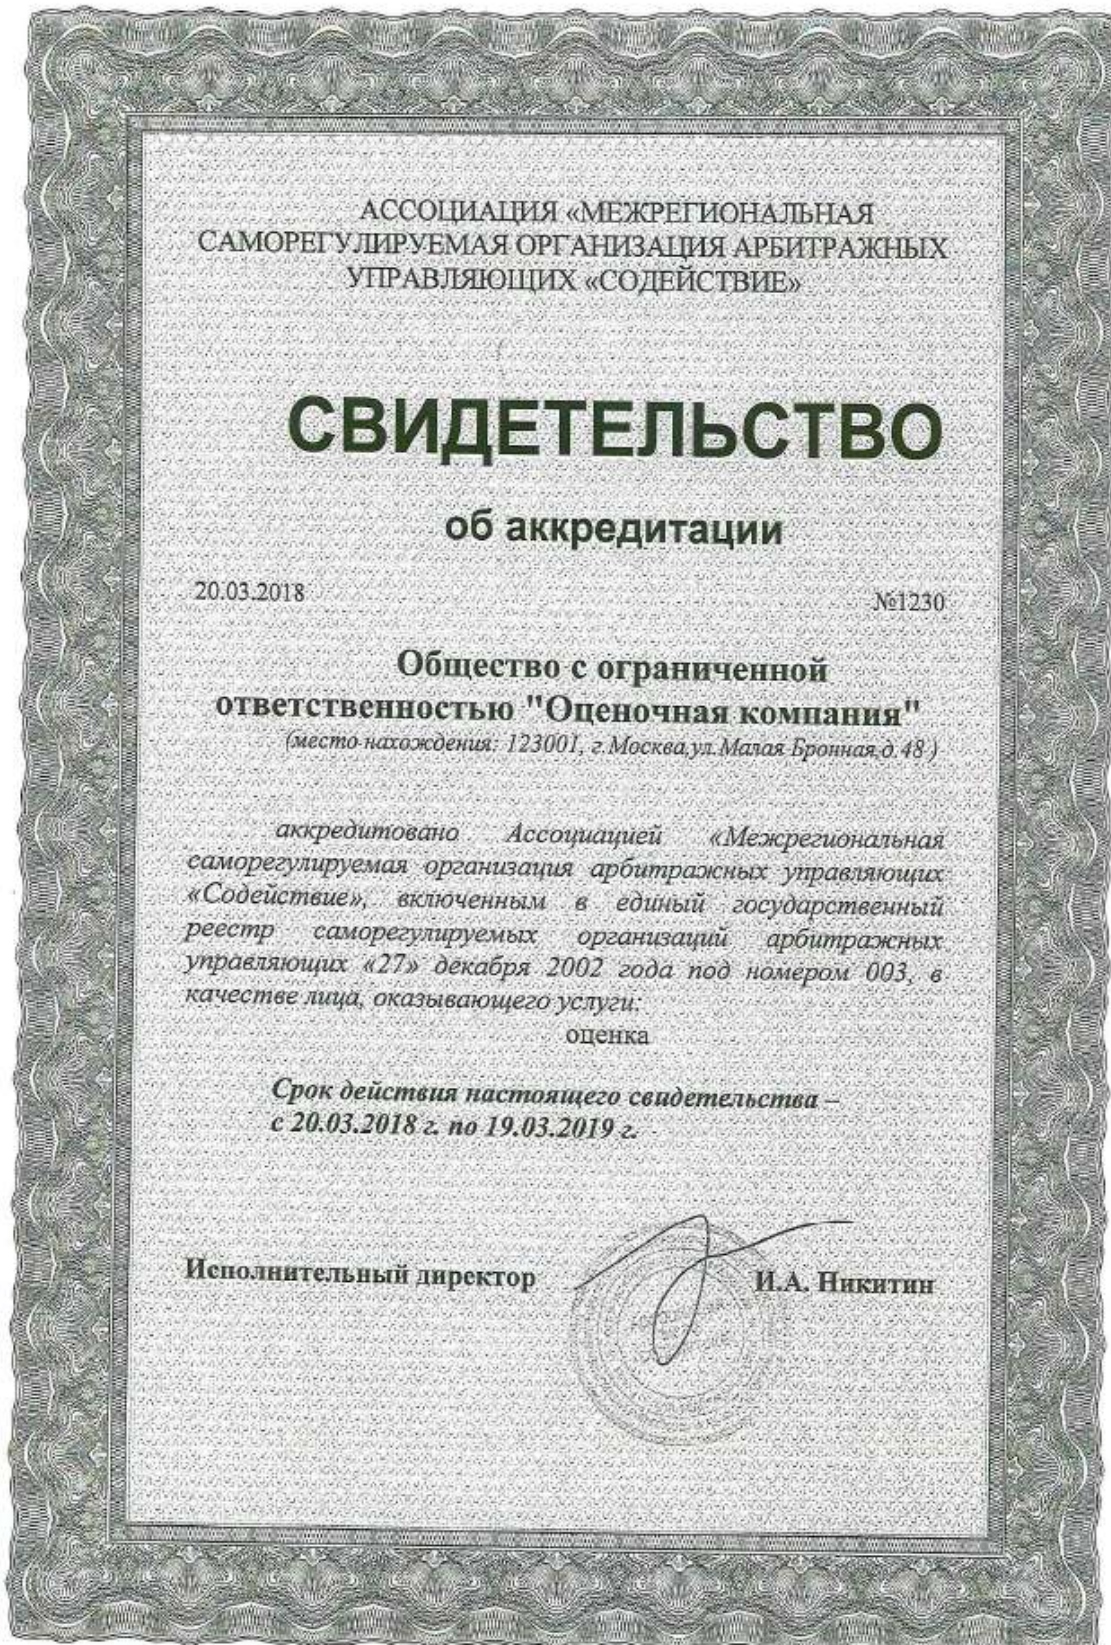 АССОЦИАЦИЯ «МЕЖРЕГИОНАЛЬНАЯ
САМОРЕГУЛИРУЕМАЯ ОРГАНИЗАЦИЯ АРБИТРАЖНЫХ
УПРАВЛЯЮЩИХ «СОДЕЙСТВИЕ»
СВИДЕТЕЛЬСТВО
об аккредитации
20.03.2018 №1230
Общество с ограниченной
ответственностью "Оценочная компания"
(место нахождения: 123001, г.Москва,ул.Малая Бронная,д.48 )
аккредитовано Ассоциацией «Межрегиональная
саморегулируемая организация арбитражных управляющих
«Содействие», включенным в единый государственный
реестр саморегулируемых организаций арбитражных
управляющих «27» декабря 2002 года под номером 003, в
качестве лица, оказывающего услуги:
оценка
Срок действия настоящего свидетельства –
с 20.03.2018 г. по 19.03.2019 г.
Исполнительный директор И.А. Никитин